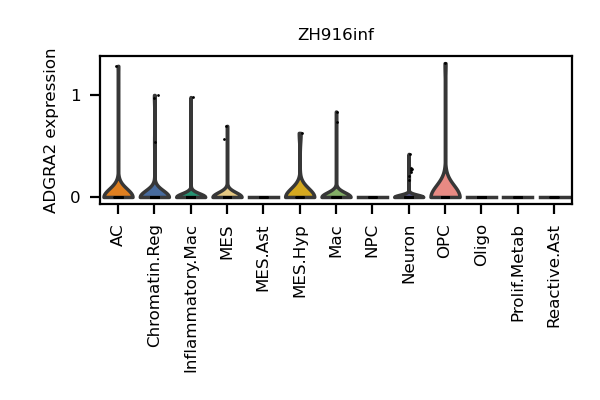 ZH916inf
ADGRA2 expression
1
0
AC
Chromatin.Reg
Inflammatory.Mac
MES
MES.Ast
MES.Hyp
Mac
NPC
Neuron
OPC
Oligo
Prolif.Metab
Reactive.Ast